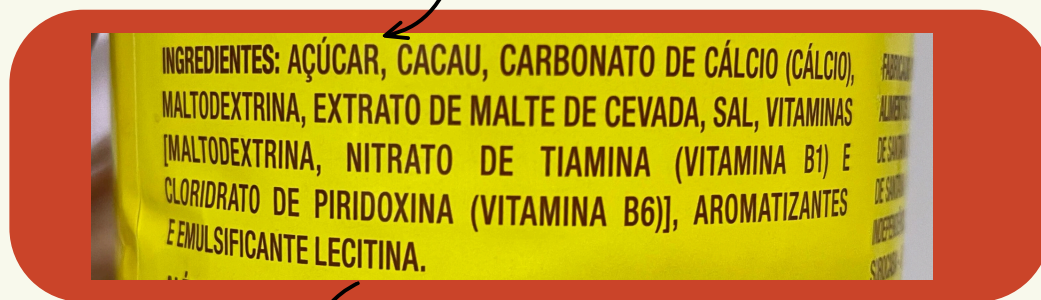 INGREDIENTES: AÇÚCAR, CACAU, CARBONATO DE CÁLCIO (CÁLCIO),
MALTODEXTRINA, EXTRATO DE MALTE DE CEVADA, SAL, VITAMINAS
[MALTODEXTRINA, NITRATO DE TIAMINA (VITAMINA B1) E
CLORIDRATO DE PIRIDOXINA (VITAMINA B6)], AROMATIZANTES
E EMULSIFICANTE LECITINA.